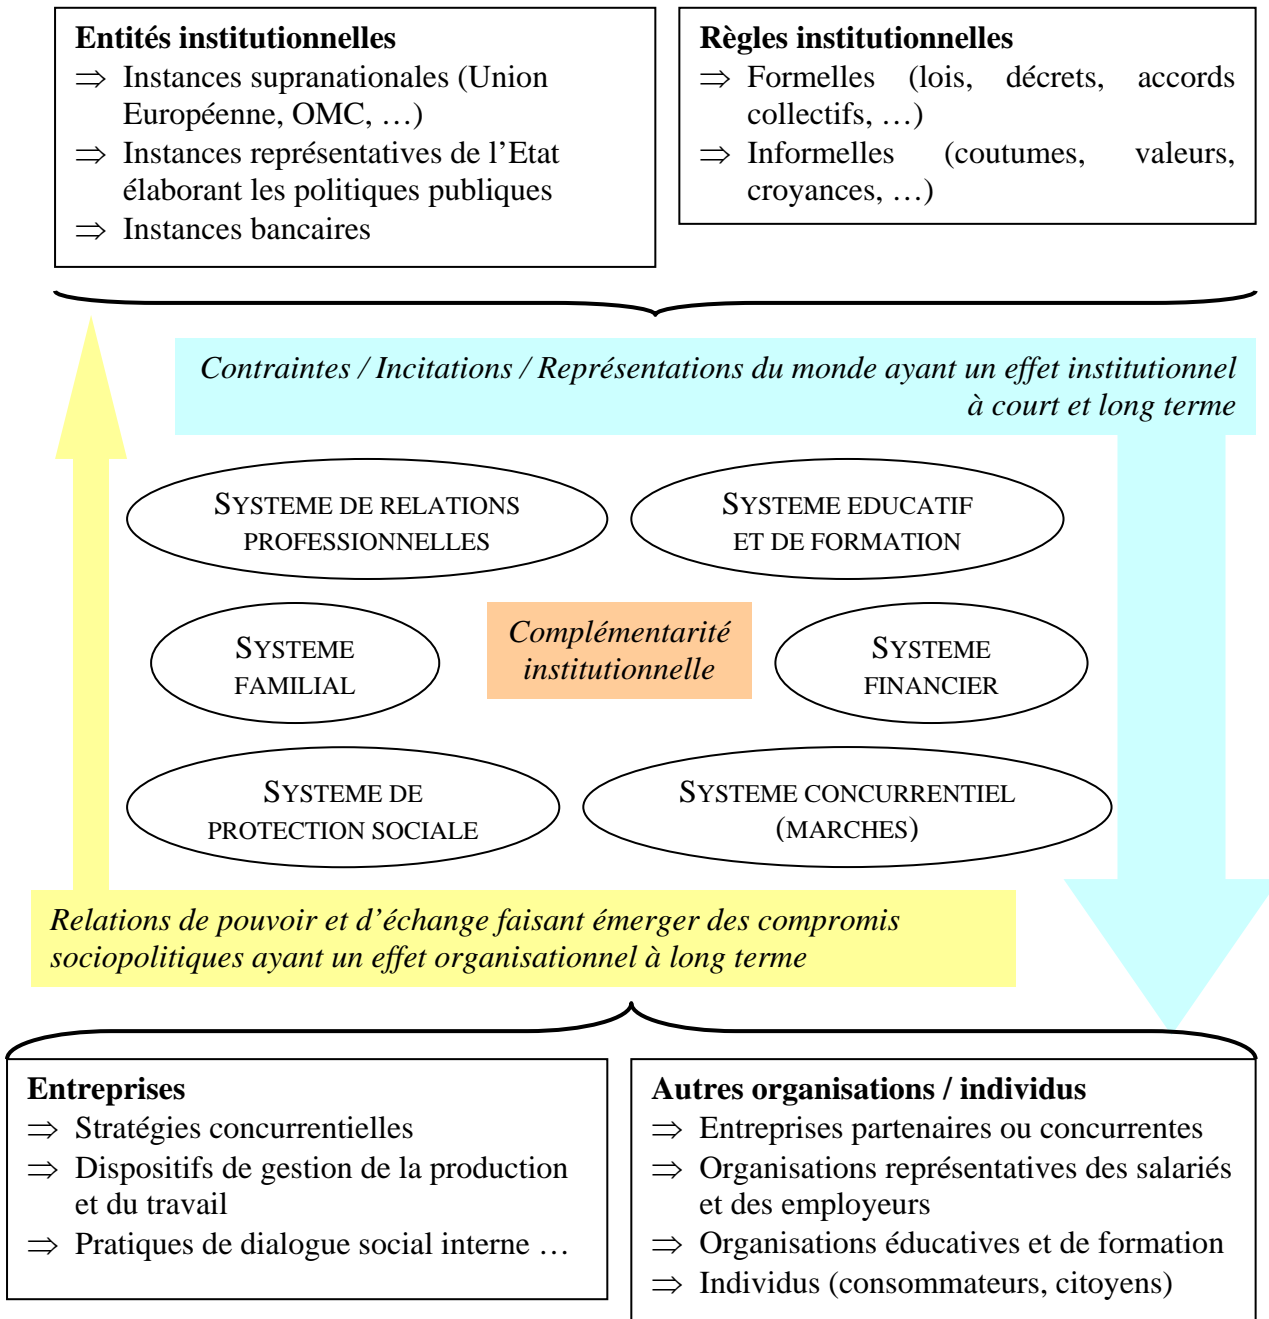 Entités institutionnelles
⇒ Instances supranationales (Union
Européenne, OMC, …)
⇒ Instances représentatives de l’Etat
élaborant les politiques publiques
⇒ Instances bancaires
Règles institutionnelles
⇒ Formelles (lois, décrets, accords
collectifs, …)
⇒ Informelles (coutumes, valeurs,
croyances, …)
Contraintes / Incitations / Représentations du monde ayant un effet institutionnel
à court et long terme
SYSTEME DE RELATIONS
PROFESSIONNELLES
SYSTEME EDUCATIF
ET DE FORMATION
SYSTEME
FAMILIAL
Complémentarité
institutionnelle
SYSTEME
FINANCIER
SYSTEME DE
PROTECTION SOCIALE
SYSTEME CONCURRENTIEL
(MARCHES)
Relations de pouvoir et d’échange faisant émerger des compromis
sociopolitiques ayant un effet organisationnel à long terme
Entreprises
⇒ Stratégies concurrentielles
⇒ Dispositifs de gestion de la production
et du travail
⇒ Pratiques de dialogue social interne …
Autres organisations / individus
⇒ Entreprises partenaires ou concurrentes
⇒ Organisations représentatives des salariés
et des employeurs
⇒ Organisations éducatives et de formation
⇒ Individus (consommateurs, citoyens)